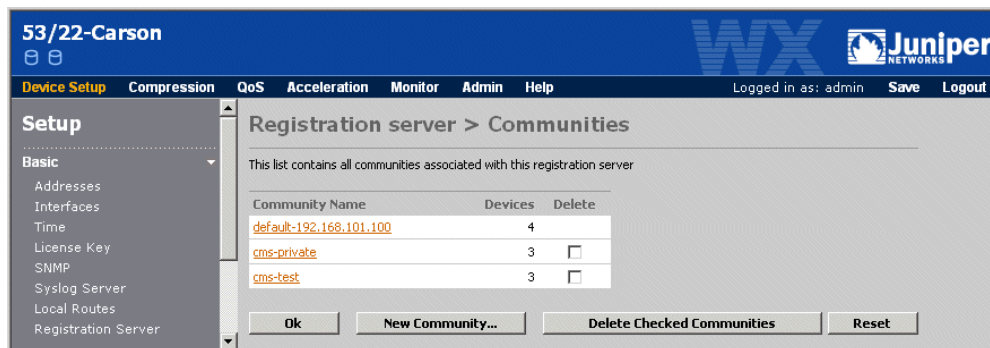 53/22-Carson
WX
Juniper
NETWORKS
Device Setup Compression QoS Acceleration Monitor Admin Help Logged in as: admin Save Logout
Setup
Basic
Addresses
Interfaces
Time
License Key
SNMP
Syslog Server
Local Routes
Registration Server
Registration server > Communities
This list contains all communities associated with this registration server
Community Name Devices Delete
default-192.168.101.100 4
cms-private 3
cms-test 3
Ok New Community... Delete Checked Communities Reset